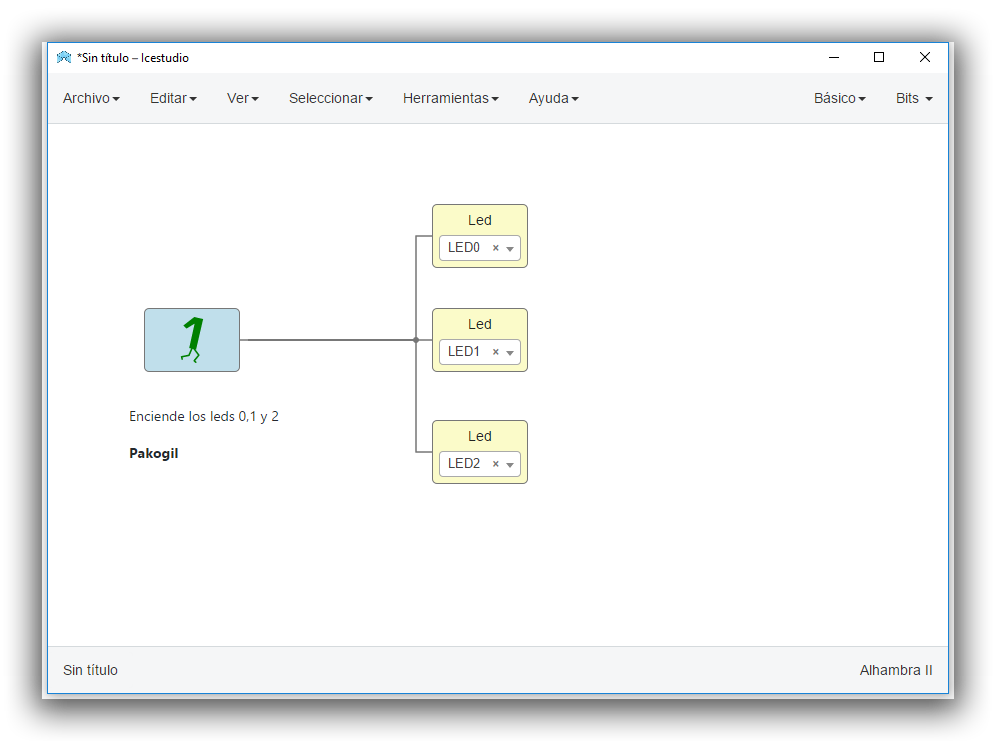 *Sin título – Icestudio
Archivo Editar Ver Seleccionar Herramientas Ayuda Básico Bits
Led
LED0 ×
1
Led
LED1 ×
Enciende los leds 0,1 y 2
Led
Pakogil
LED2 ×
Sin título Alhambra II